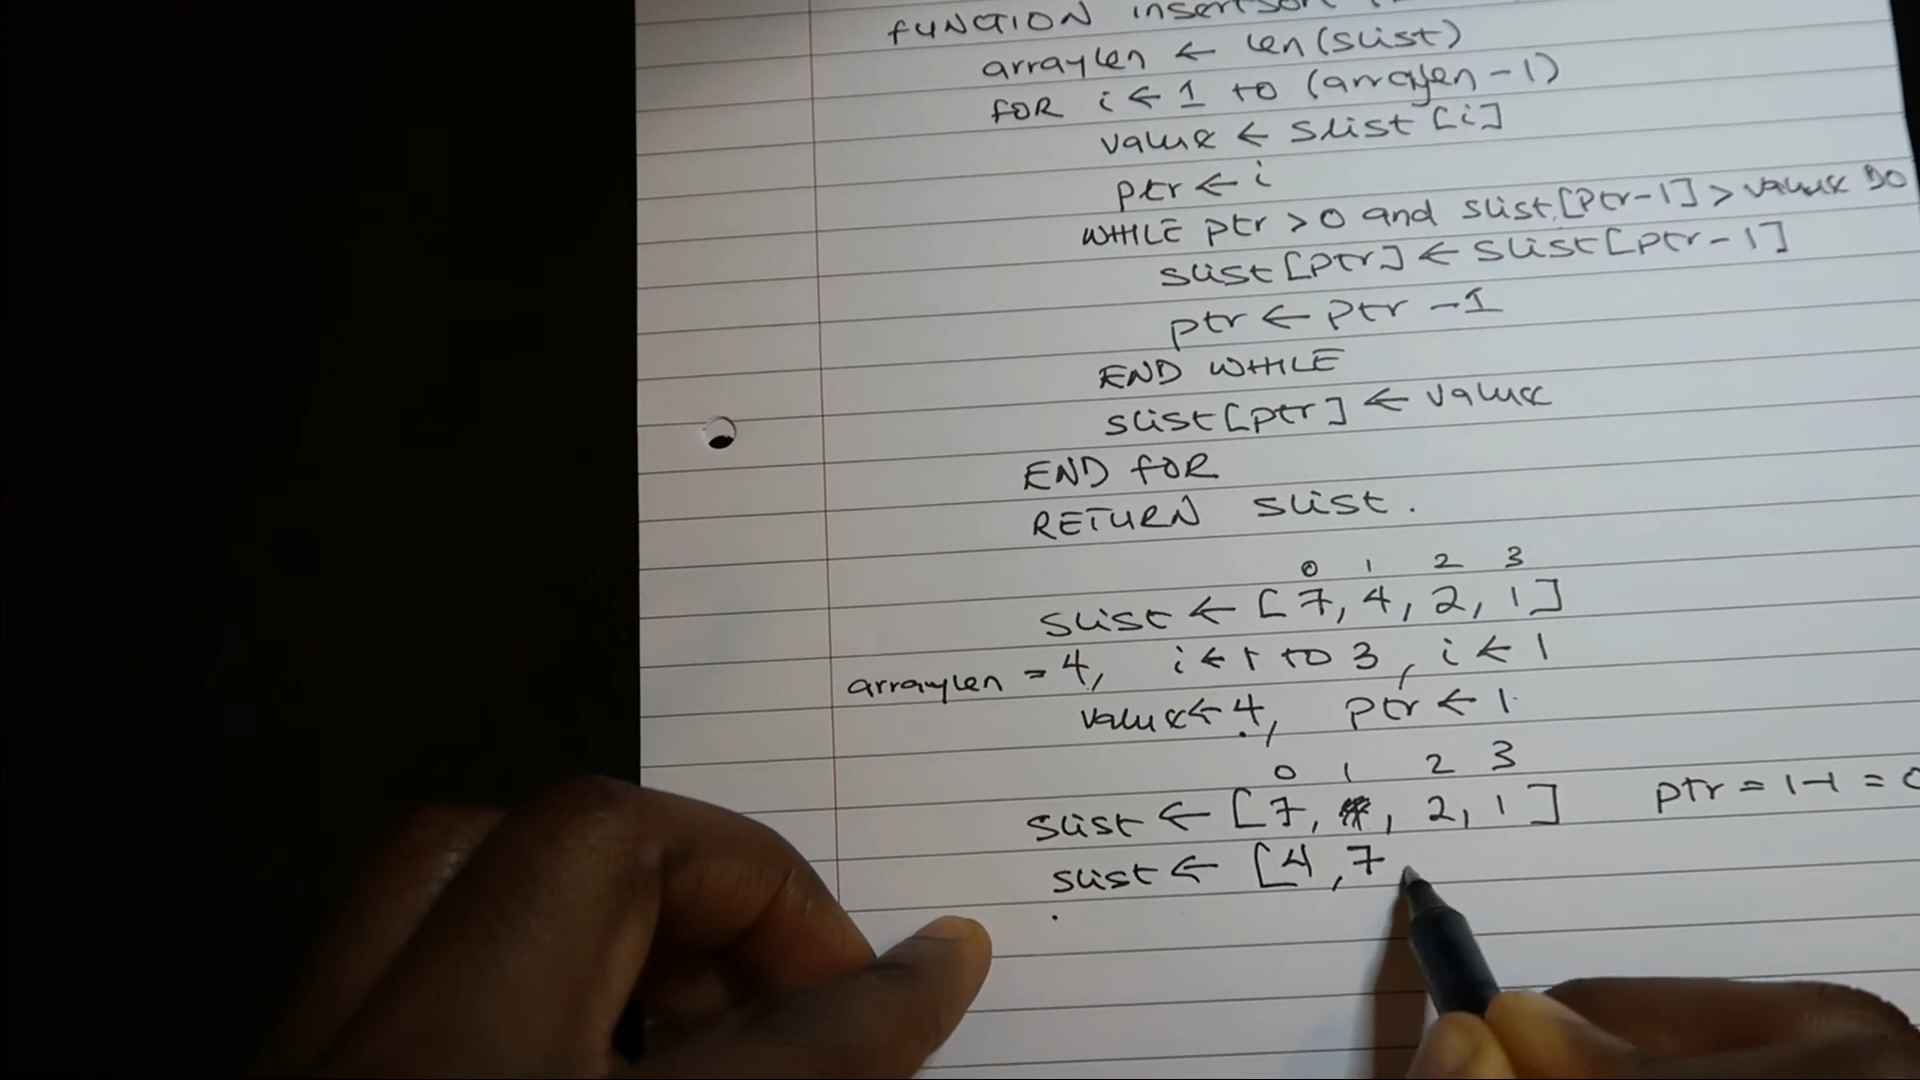 FUNCTION insertson
arraylen ← len(slist)
FOR i ← 1 to (arraylen - 1)
value ← slist [i]
ptr ← i
WHILE ptr > 0 and slist[ptr-1] > value DO
slist[ptr] ← slist[ptr-1]
ptr ← ptr - 1
END WHILE
slist[ptr] ← value
END FOR
RETURN slist.
0 1 2 3
slist ← [7, 4, 2, 1]
arraylen = 4, i ← 1 to 3, i ← 1
value ← 4, ptr ← 1
0 1 2 3
slist ← [7, , 2, 1] ptr = 1-1 = 0
slist ← [4, 7